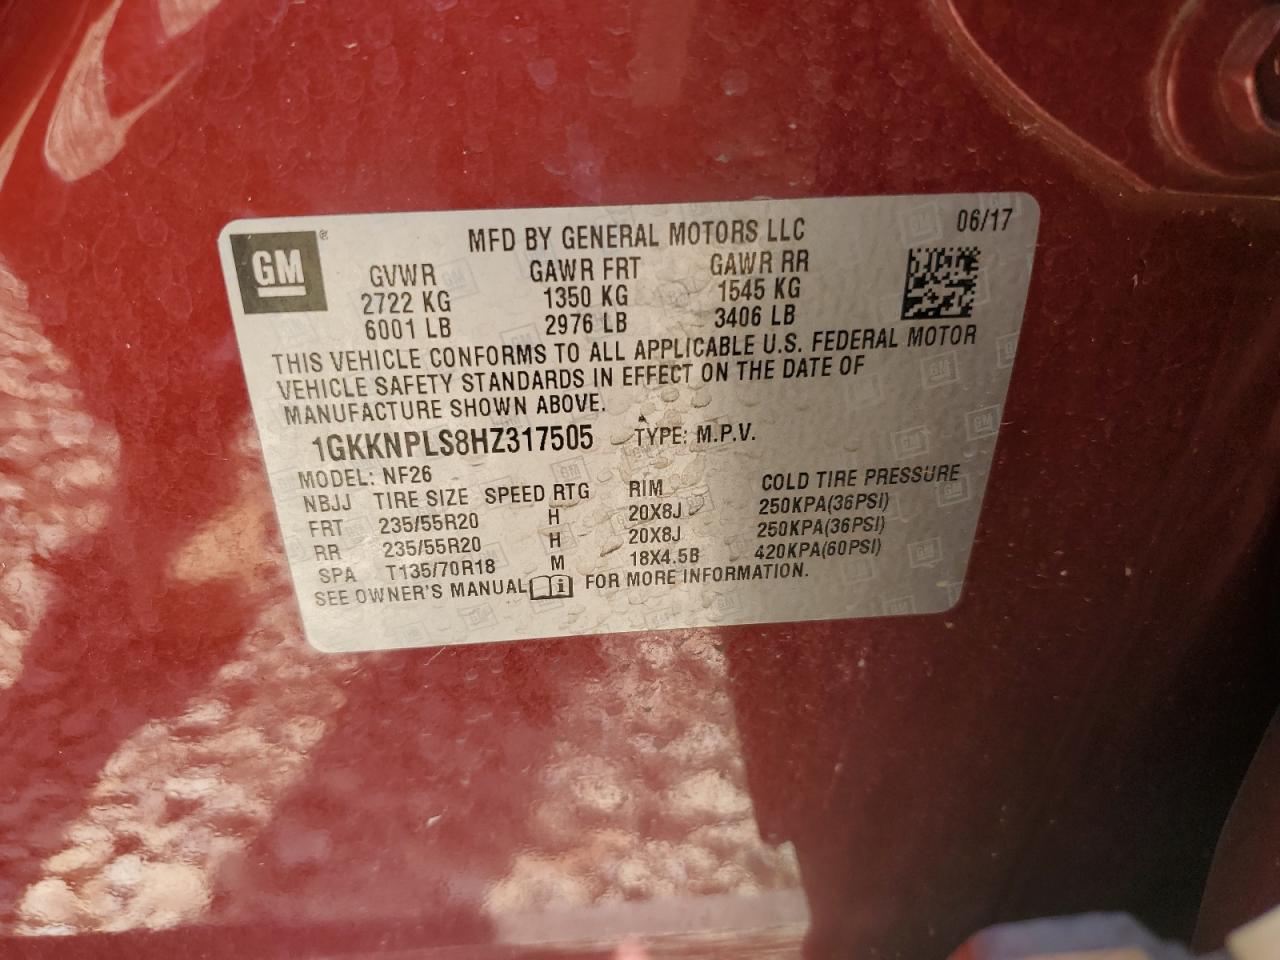 GM®
MFD BY GENERAL MOTORS LLC 06/17
GVWR GAWR FRT GAWR RR
2722 KG 1350 KG 1545 KG
6001 LB 2976 LB 3406 LB
THIS VEHICLE CONFORMS TO ALL APPLICABLE U.S. FEDERAL MOTOR
VEHICLE SAFETY STANDARDS IN EFFECT ON THE DATE OF
MANUFACTURE SHOWN ABOVE.
1GKKNPLS8HZ317505 TYPE: M.P.V.
MODEL: NF26
NBJJ TIRE SIZE SPEED RTG RIM COLD TIRE PRESSURE
FRT 235/55R20 H 20X8J 250KPA(36PSI)
RR 235/55R20 H 20X8J 250KPA(36PSI)
SPA T135/70R18 M 18X4.5B 420KPA(60PSI)
SEE OWNER'S MANUAL i FOR MORE INFORMATION.